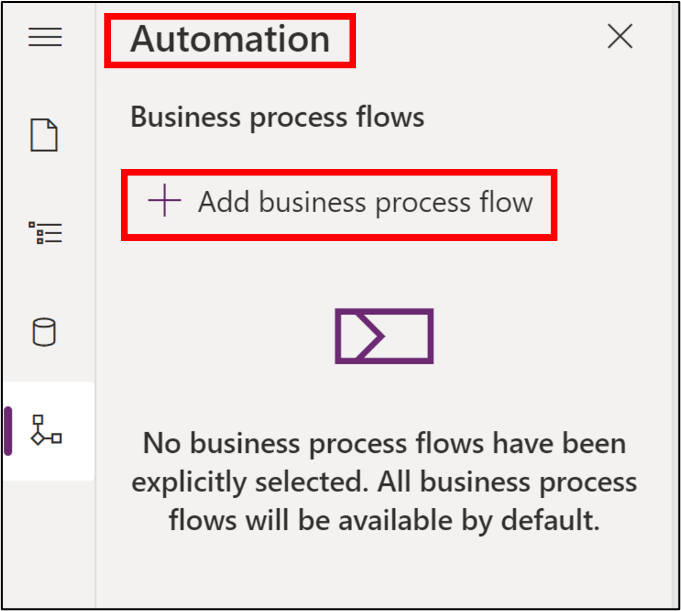 Automation
Business process flows
Add business process flow
No business process flows have been
explicitly selected. All business process
flows will be available by default.